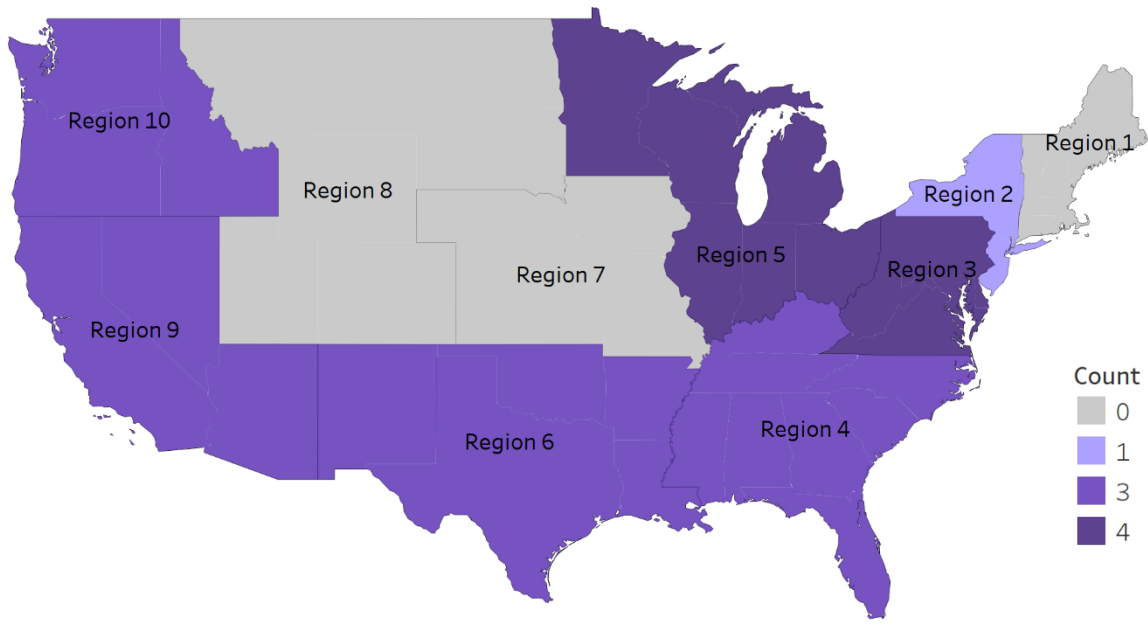 Region 10
Region 1
Region 8
Region 2
Region 5
Region 3
Region 7
Region 9
Region 6
Region 4
Count
0
1
3
4